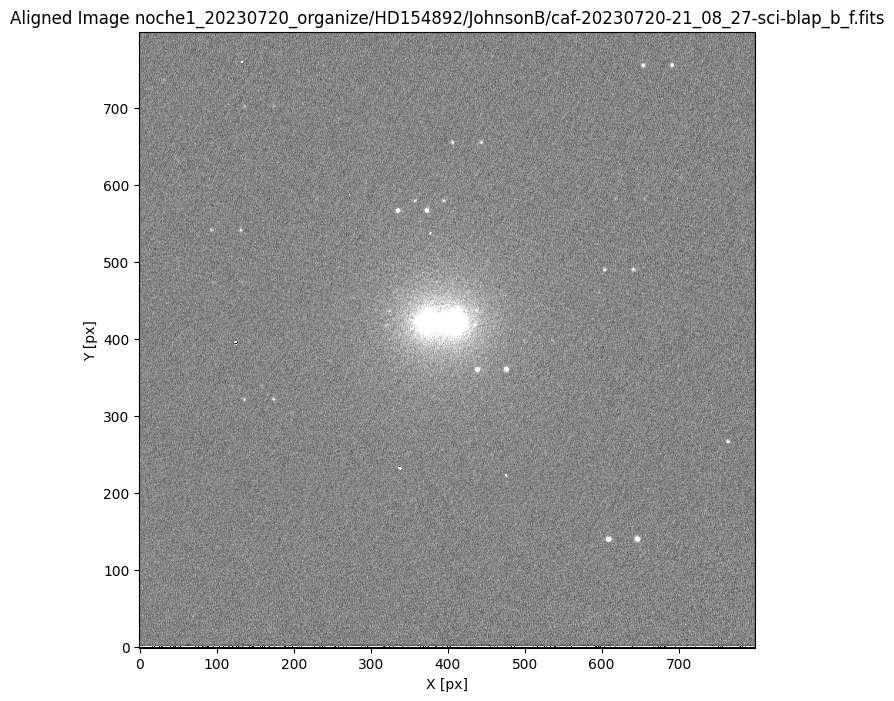 Aligned Image noche1_20230720_organize/HD154892/JohnsonB/caf-20230720-21_08_27-sci-blap_b_f.fits
700
600
500
400
300
200
100
0
Y [px]
0 100 200 300 400 500 600 700
X [px]